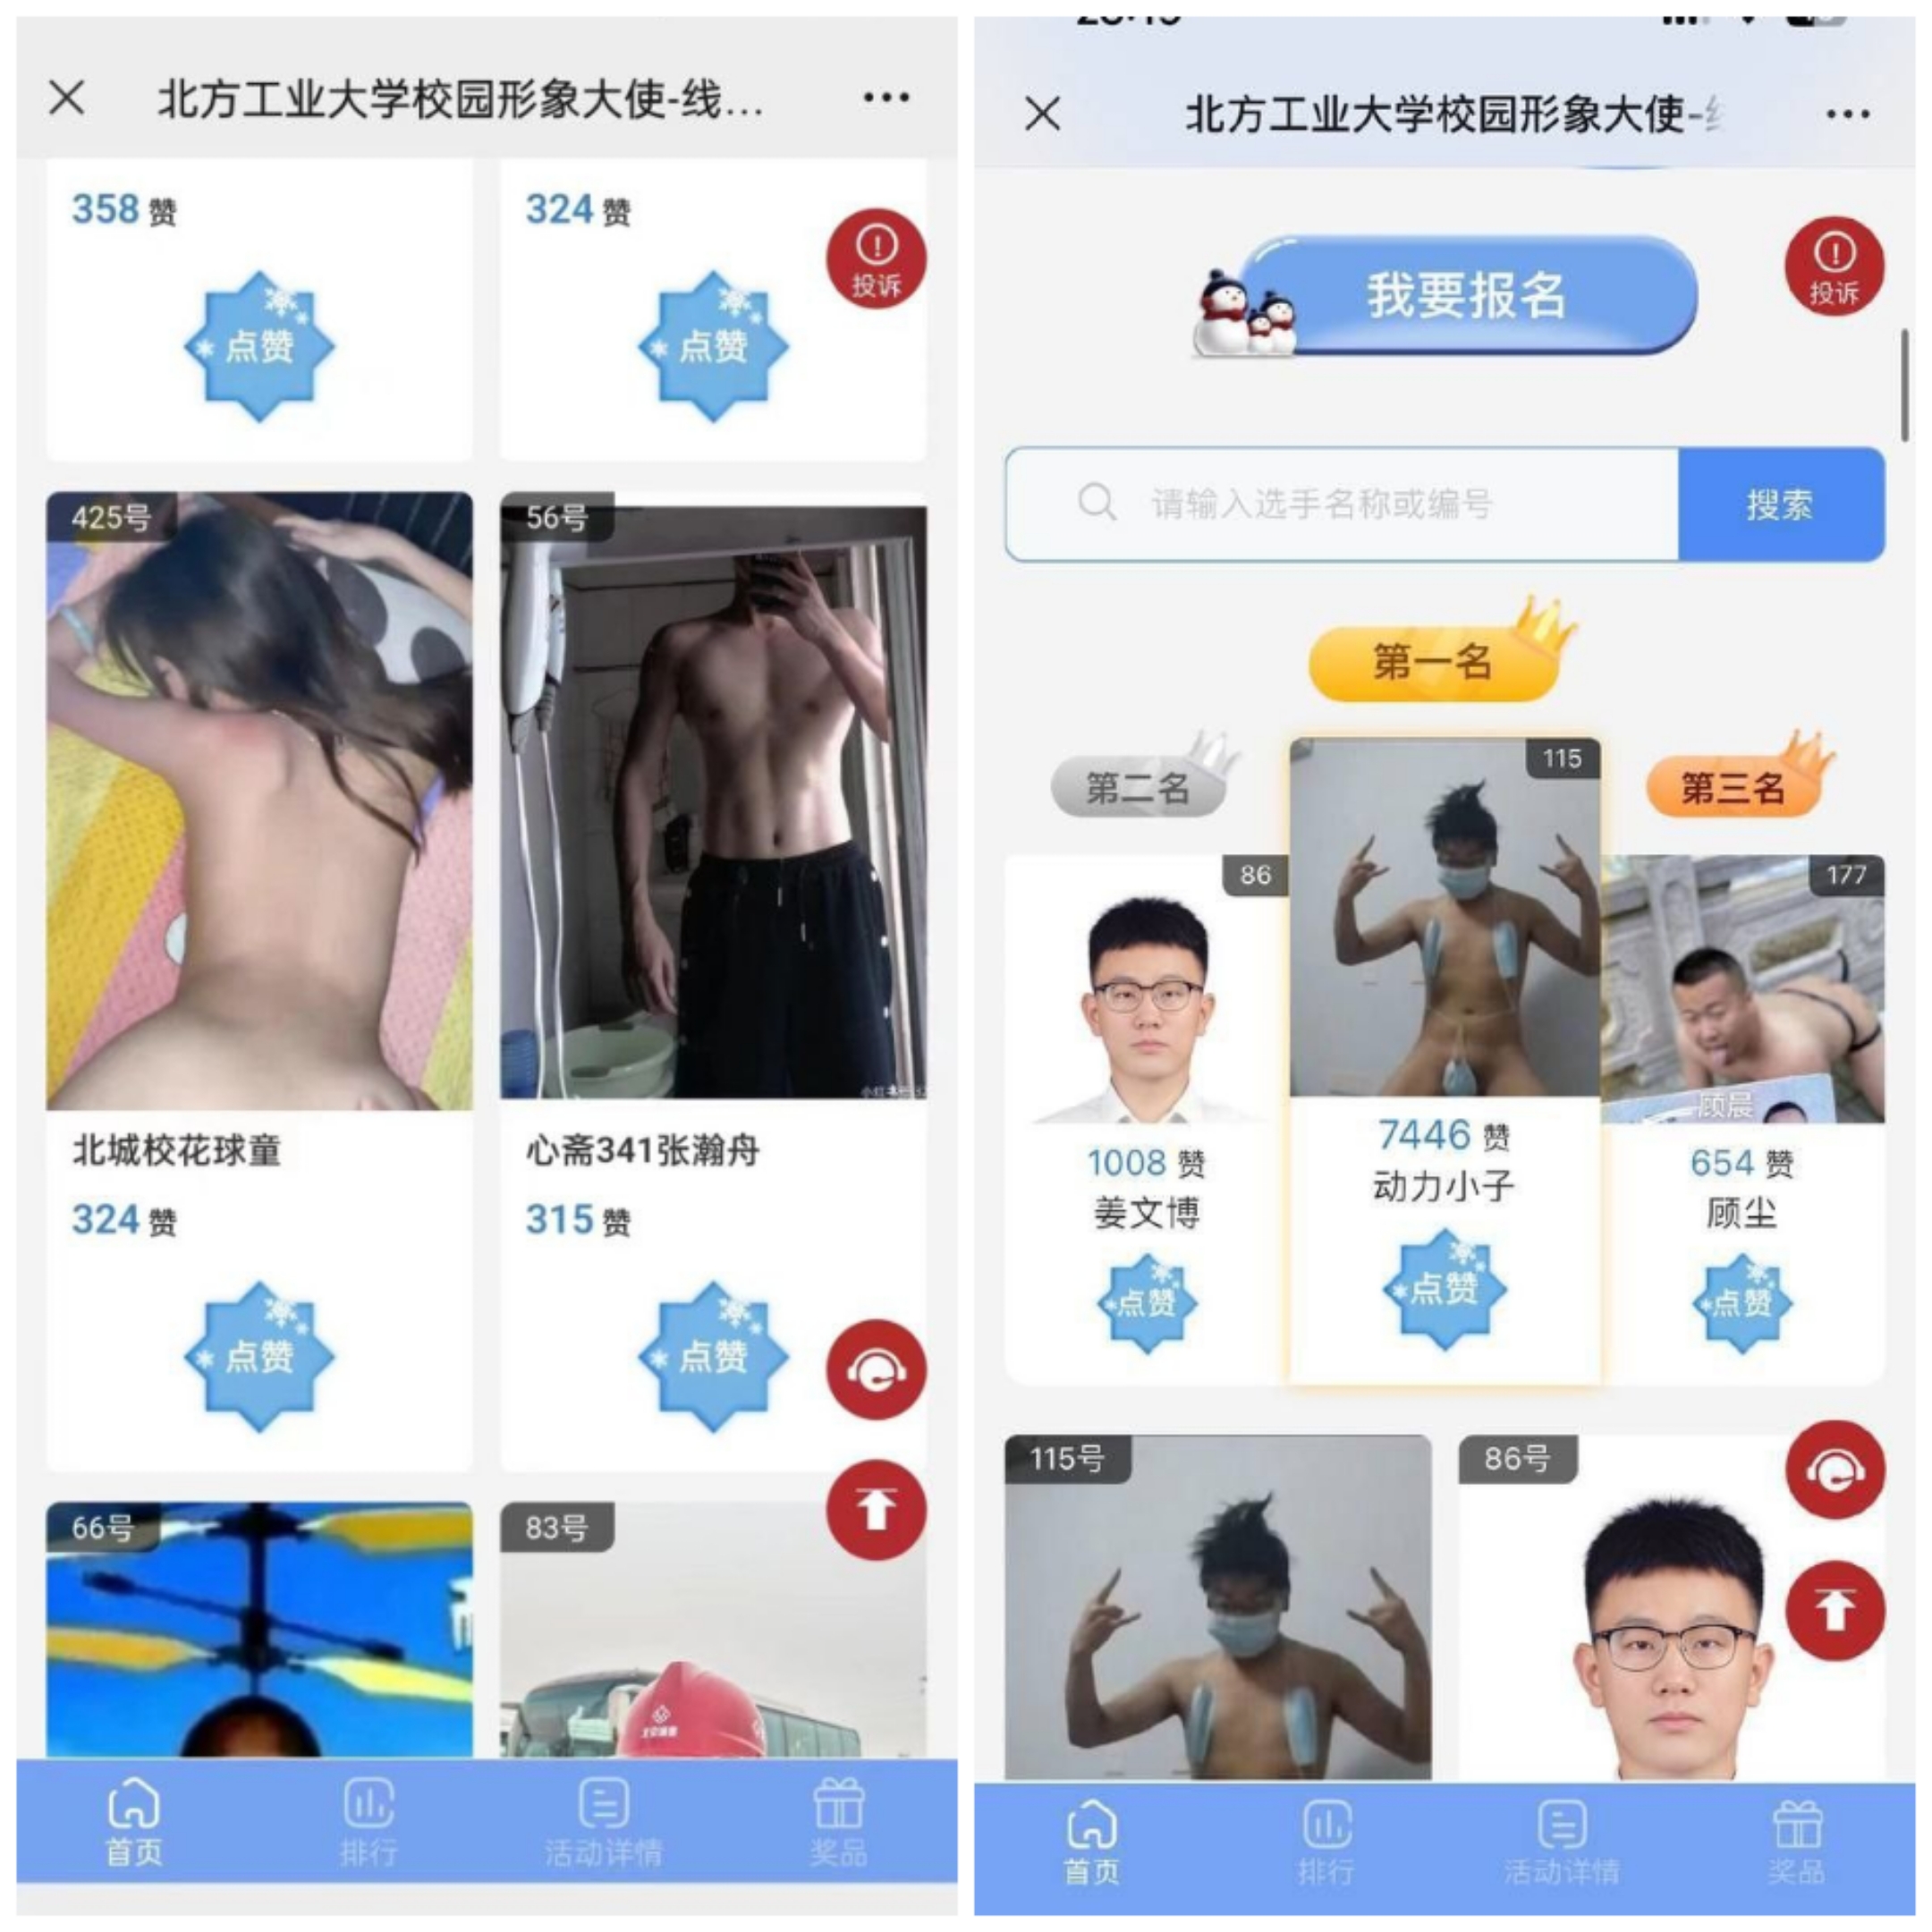 北方工业大学校园形象大使-线...
358 赞
324 赞
投诉
点赞
点赞
425号
56号
北城校花球童
心斋341张瀚舟
324 赞
315 赞
点赞
点赞
66号
83号
首页
排行
活动详情
奖品
北方工业大学校园形象大使-
我要报名
投诉
请输入选手名称或编号
搜索
第一名
第二名
第三名
115
86
177
顾晨
7446 赞
1008 赞
654 赞
动力小子
姜文博
顾尘
点赞
点赞
点赞
115号
86号
首页
排行
活动详情
奖品